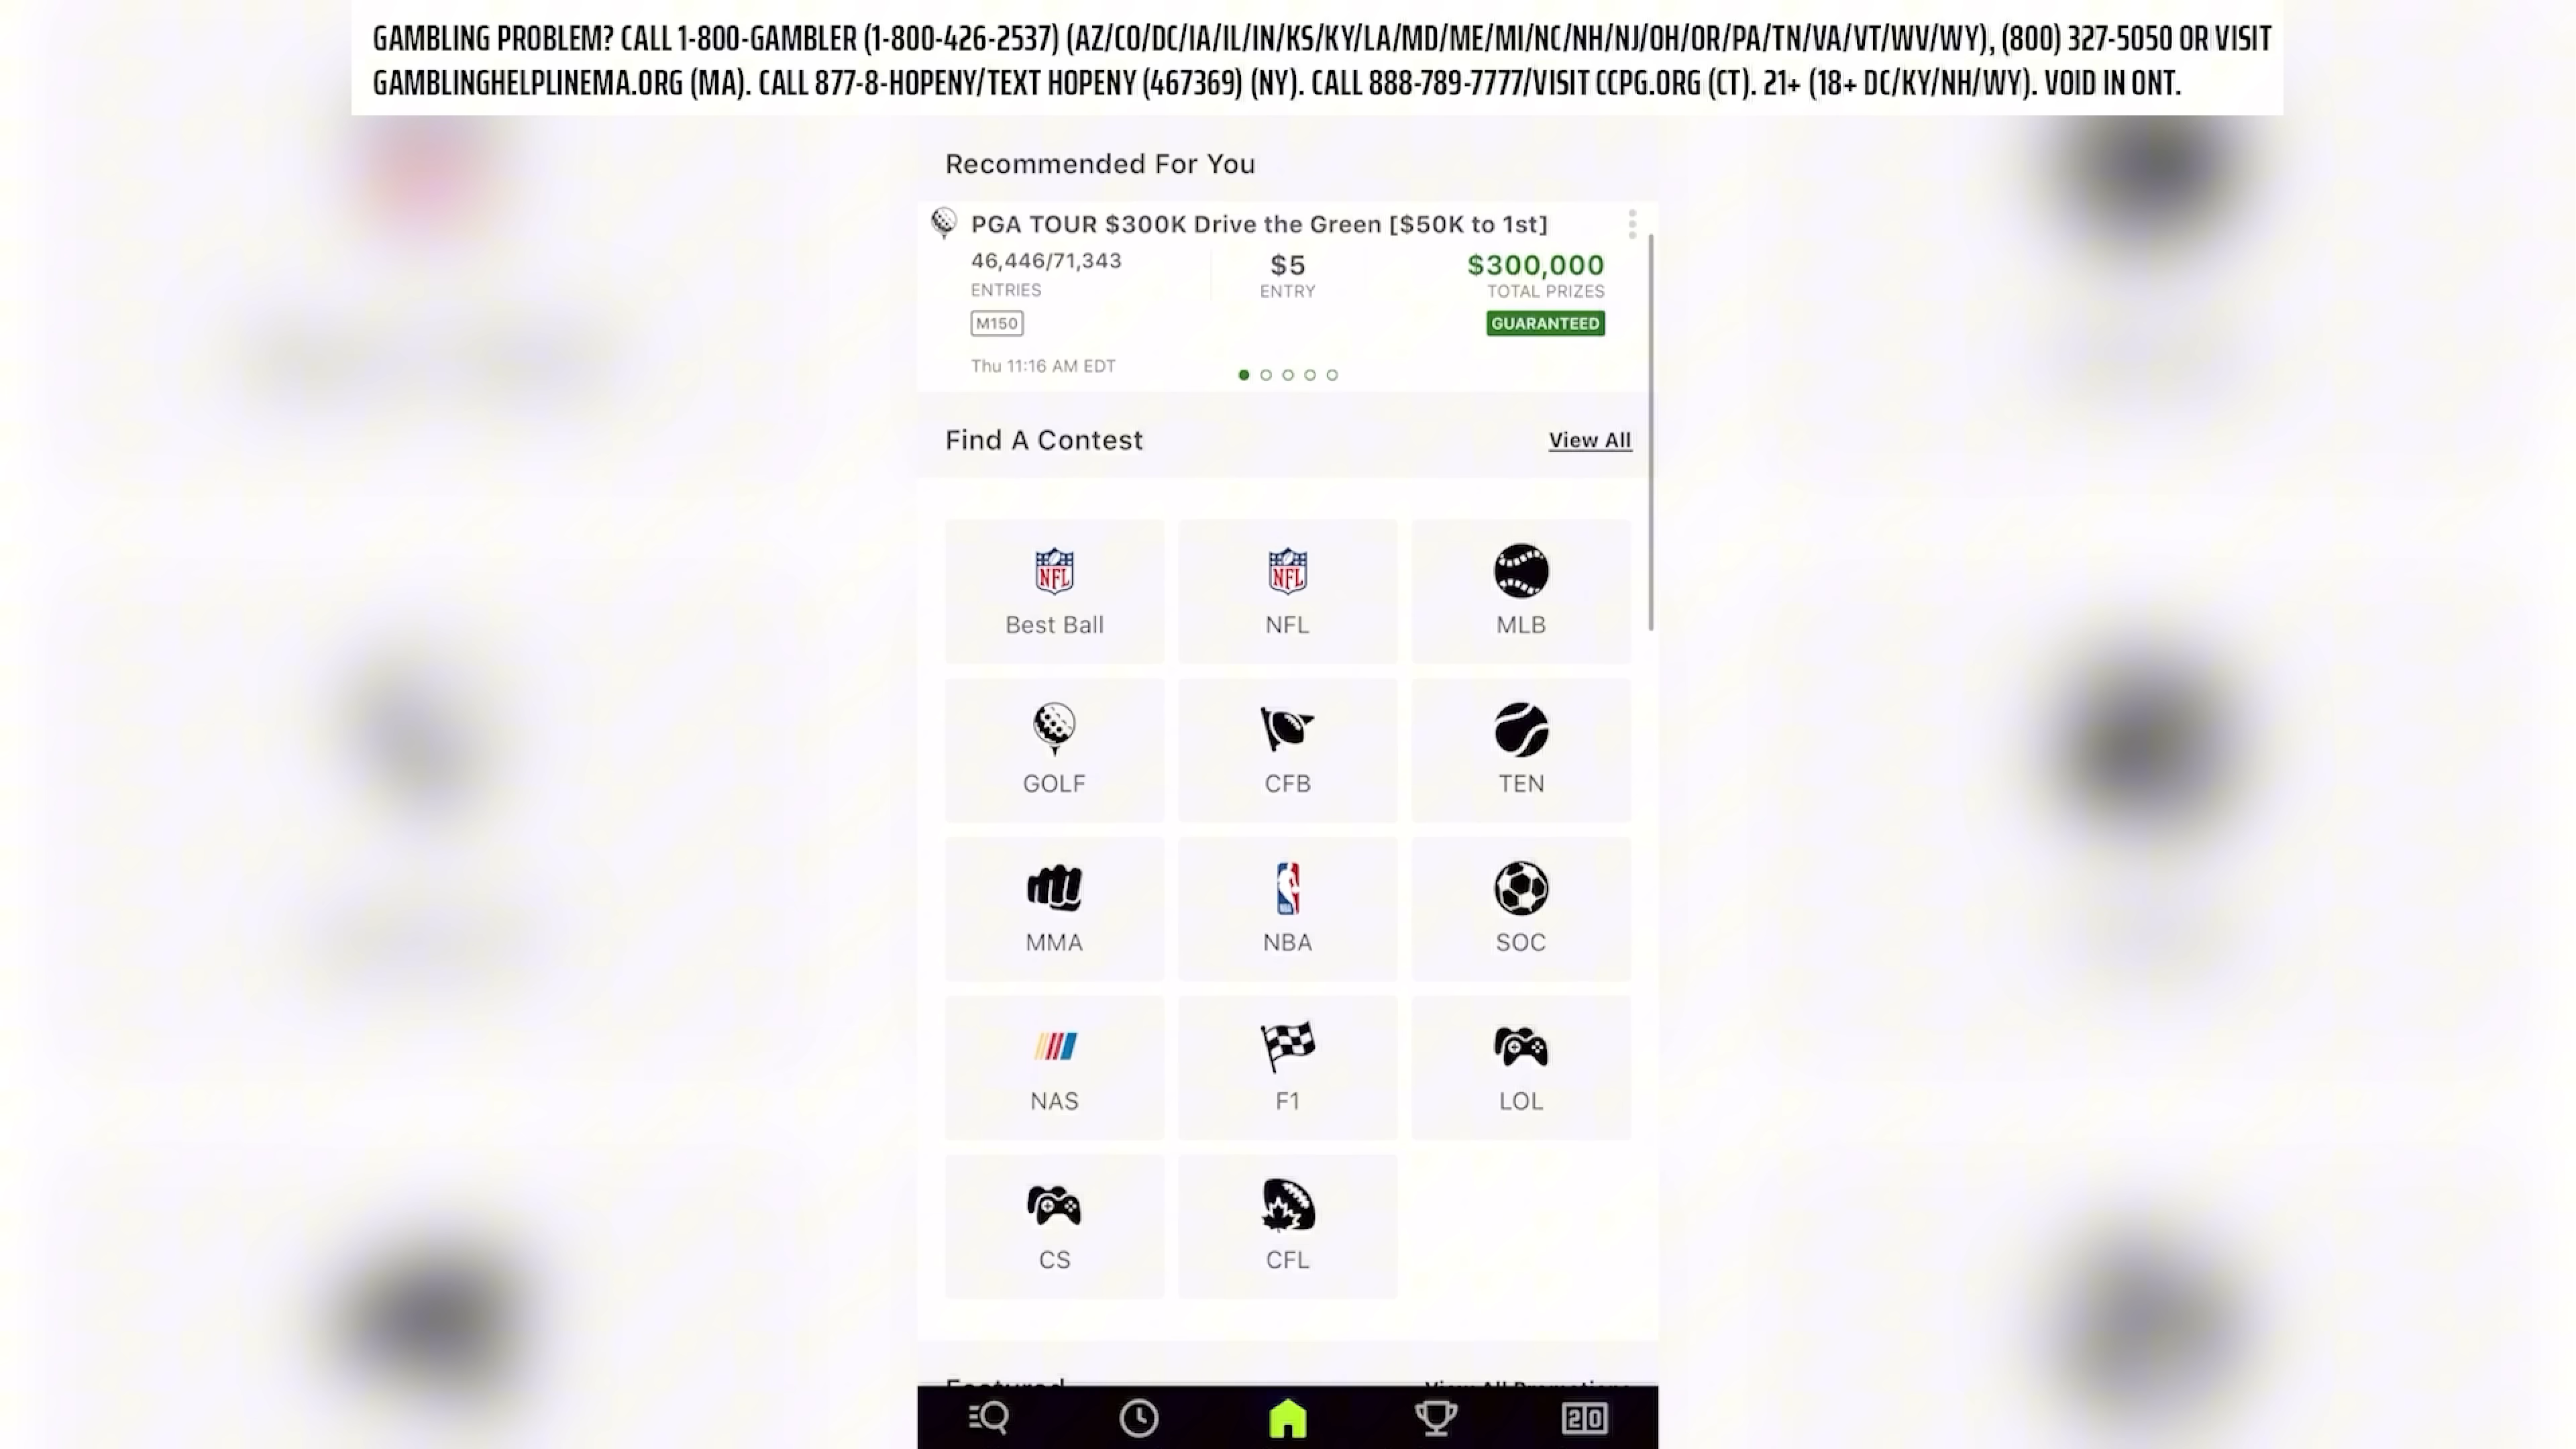 GAMBLING PROBLEM? CALL 1-800-GAMBLER (1-800-426-2537) (AZ/CO/DC/IA/IL/IN/KS/KY/LA/MD/ME/MI/NC/NH/NJ/OH/OR/PA/TN/VA/VT/WV/WY), (800) 327-5050 OR VISIT
GAMBLINGHELPLINEMA.ORG (MA). CALL 877-8-HOPENY/TEXT HOPENY (467369) (NY). CALL 888-789-7777/VISIT CCPG.ORG (CT). 21+ (18+ DC/KY/NH/WY). VOID IN ONT.
Recommended For You
PGA TOUR $300K Drive the Green [$50K to 1st]
46,446/71,343 $5 $300,000
ENTRIES ENTRY TOTAL PRIZES
M150 GUARANTEED
Thu 11:16 AM EDT
Find A Contest View All
NFL NFL
Best Ball NFL MLB
GOLF CFB TEN
MMA NBA SOC
NAS F1 LOL
CS CFL
Featured View All Promotions
20